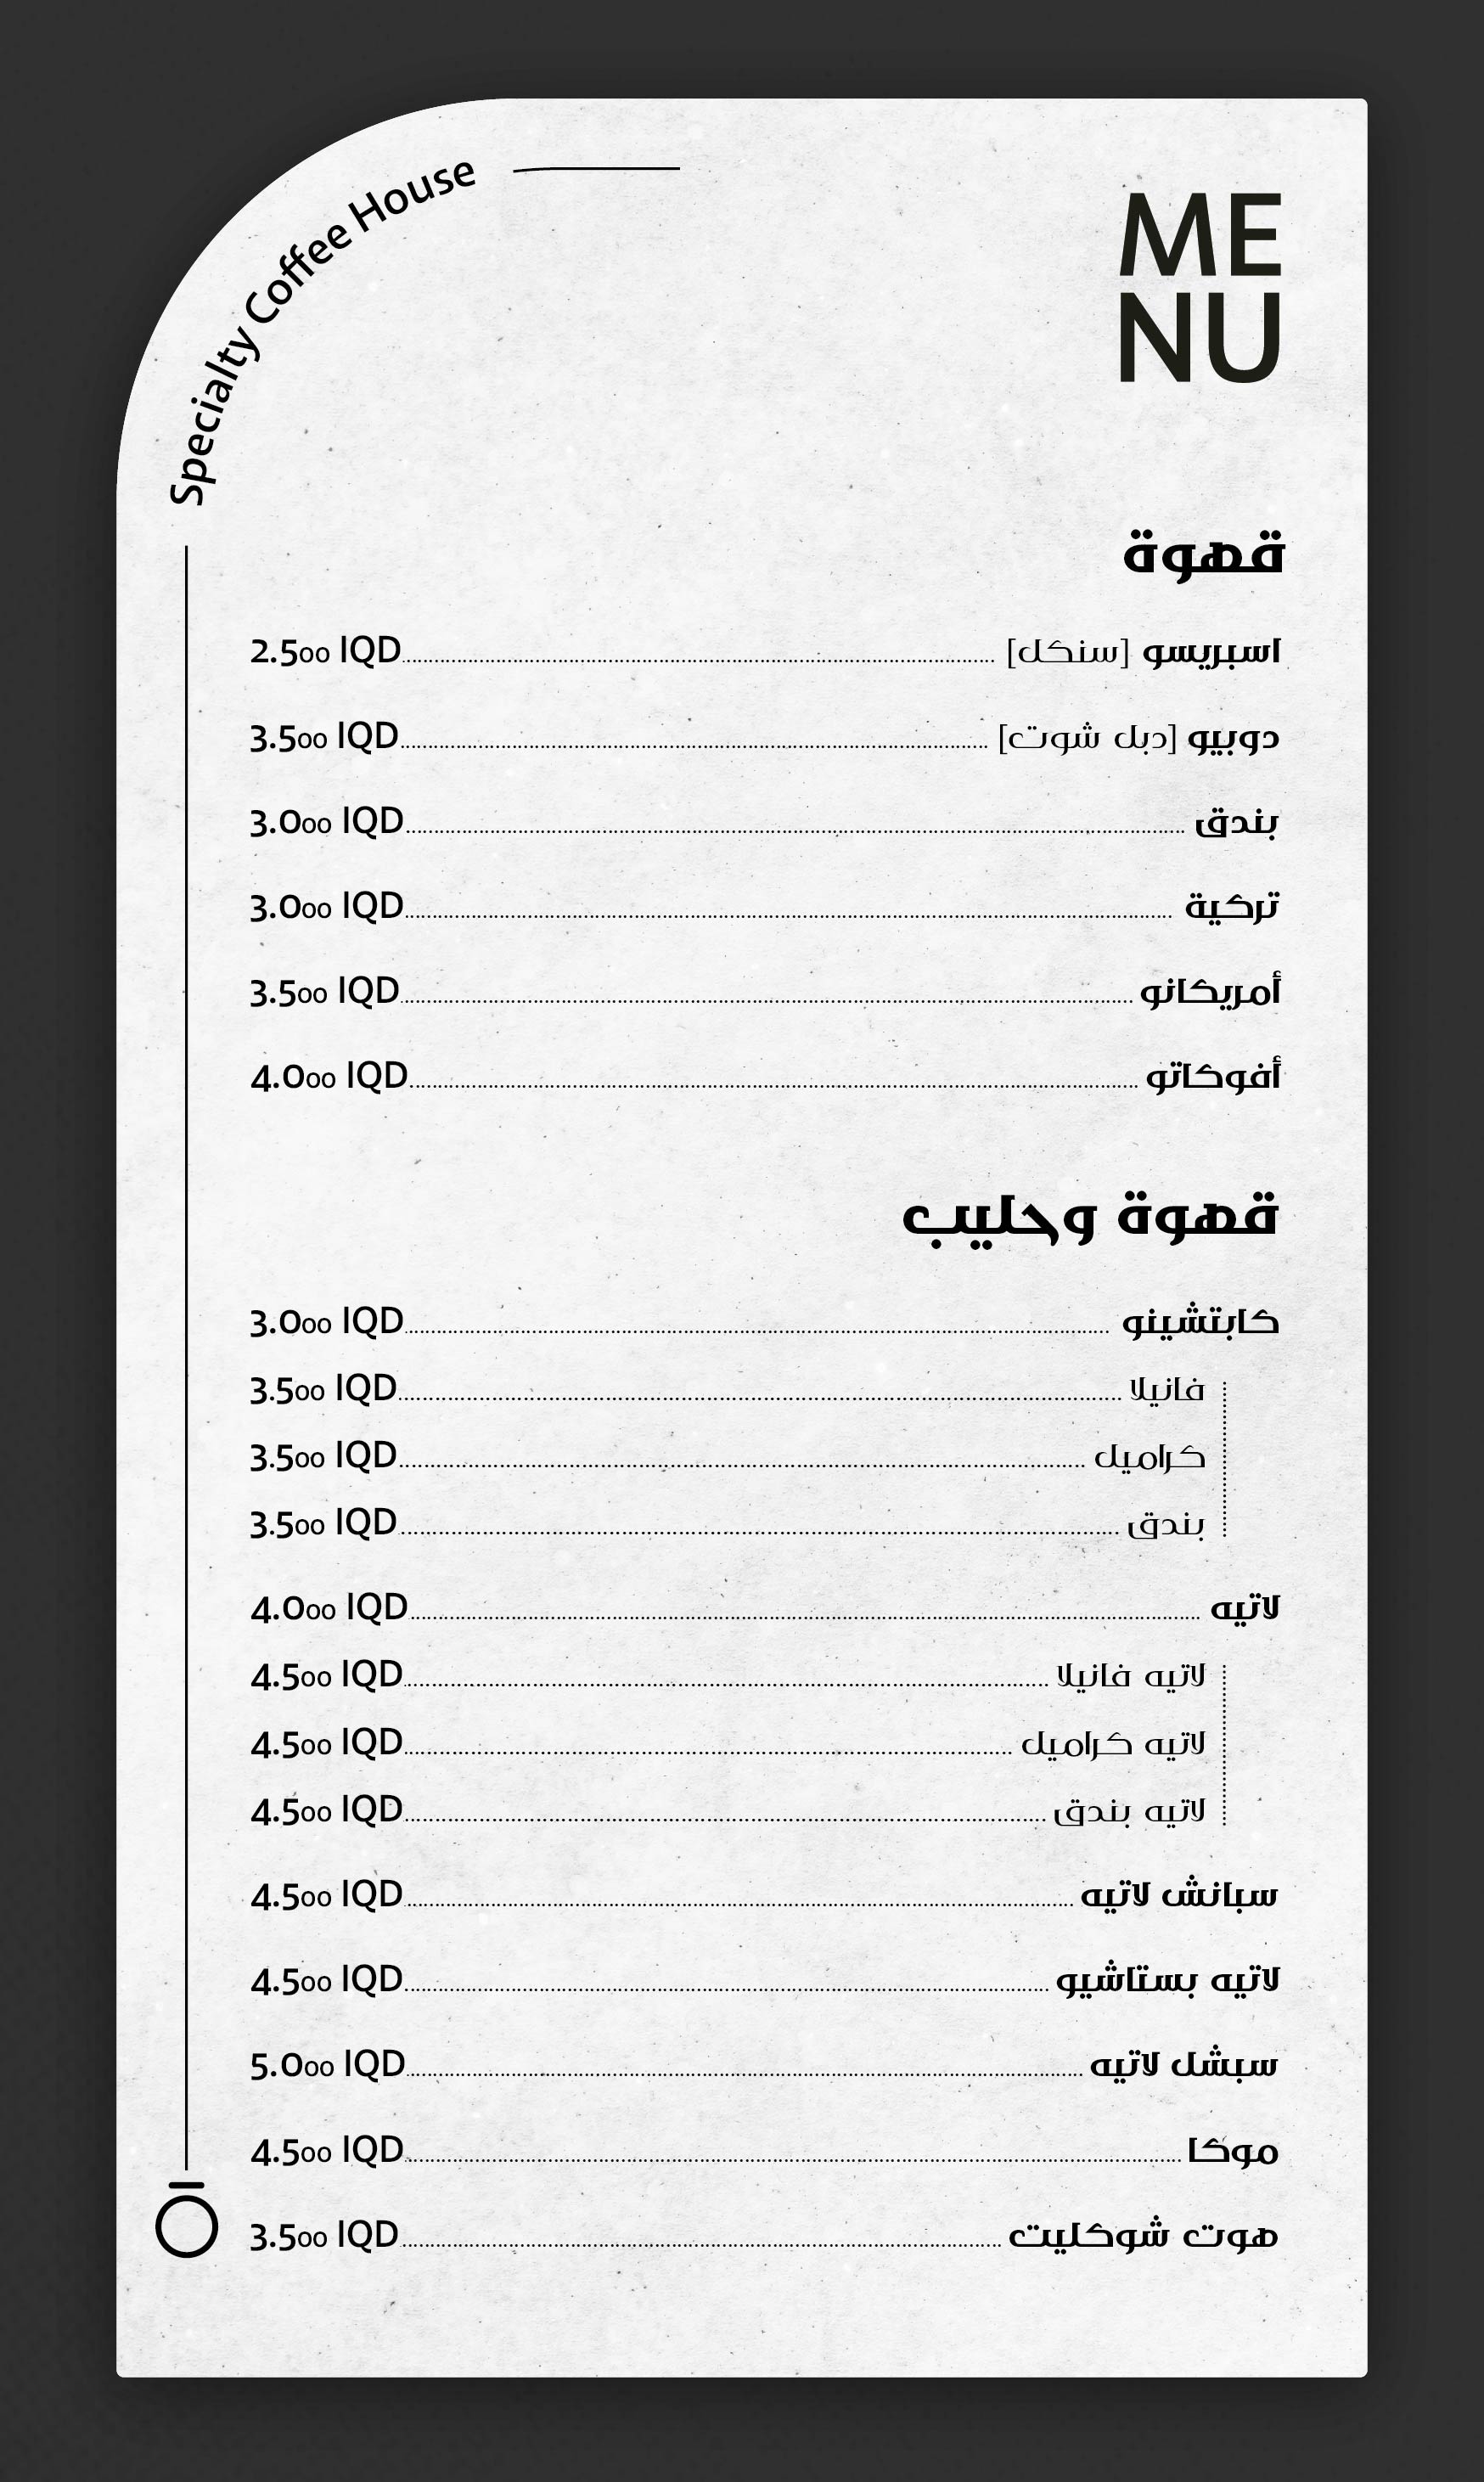 Specialty Coffee House
ME
NU
قهوة
اسبريسو [سنكل] 2.500 IQD
دوبيو [دبل شوت] 3.500 IQD
بندق 3.000 IQD
تركية 3.000 IQD
أمريكانو 3.500 IQD
أفوكاتو 4.000 IQD
قهوة وحليب
كابتشينو 3.000 IQD
فانيلا 3.500 IQD
كراميل 3.500 IQD
بندق 3.500 IQD
لاتيه 4.000 IQD
لاتيه فانيلا 4.500 IQD
لاتيه كراميل 4.500 IQD
لاتيه بندق 4.500 IQD
سبانش لاتيه 4.500 IQD
لاتيه بستاشيو 4.500 IQD
سبشل لاتيه 5.000 IQD
موكا 4.500 IQD
هوت شوكليت 3.500 IQD